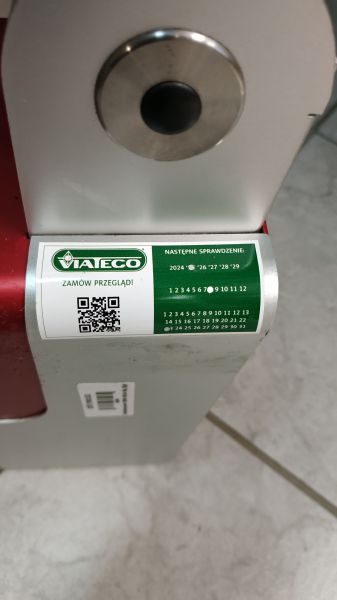 VIATECO
ZAMÓW PRZEGLĄD!
NASTĘPNE SPRAWDZENIE:
2024 '26 '27 '28 '29
1 2 3 4 5 6 7 9 10 11 12
1 2 3 4 5 6 7 8 9 10 11 12 13
14 15 16 17 18 19 20 21 22
24 25 26 27 28 29 30 31